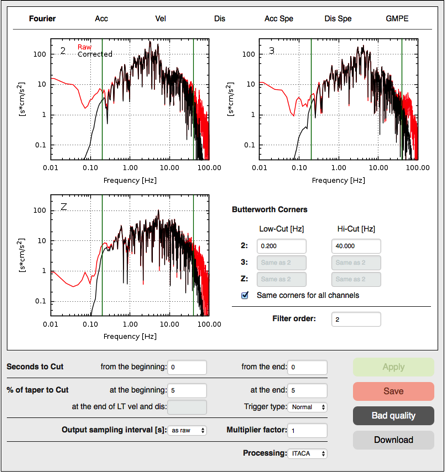 Fourier Acc Vel Dis Acc Spe Dis Spe GMPE
2
Raw
Corrected
100
10
1
0.1
[s*cm/s²]
0.01 0.10 1.00 10.00 100.00
Frequency [Hz]
3
100
10
1
0.1
[s*cm/s²]
0.01 0.10 1.00 10.00 100.00
Frequency [Hz]
Z
100
10
1
0.1
[s*cm/s²]
0.01 0.10 1.00 10.00 100.00
Frequency [Hz]
Butterworth Corners
Low-Cut [Hz] Hi-Cut [Hz]
2: 0.200 40.000
3: Same as 2 Same as 2
Z: Same as 2 Same as 2
Same corners for all channels
Filter order: 2
Seconds to Cut from the beginning: 0 from the end: 0
% of taper to Cut at the beginning: 5 at the end: 5
at the end of LT vel and dis: Trigger type: Normal
Output sampling interval [s]: as raw Multiplier factor: 1
Processing: ITACA
Apply
Save
Bad quality
Download